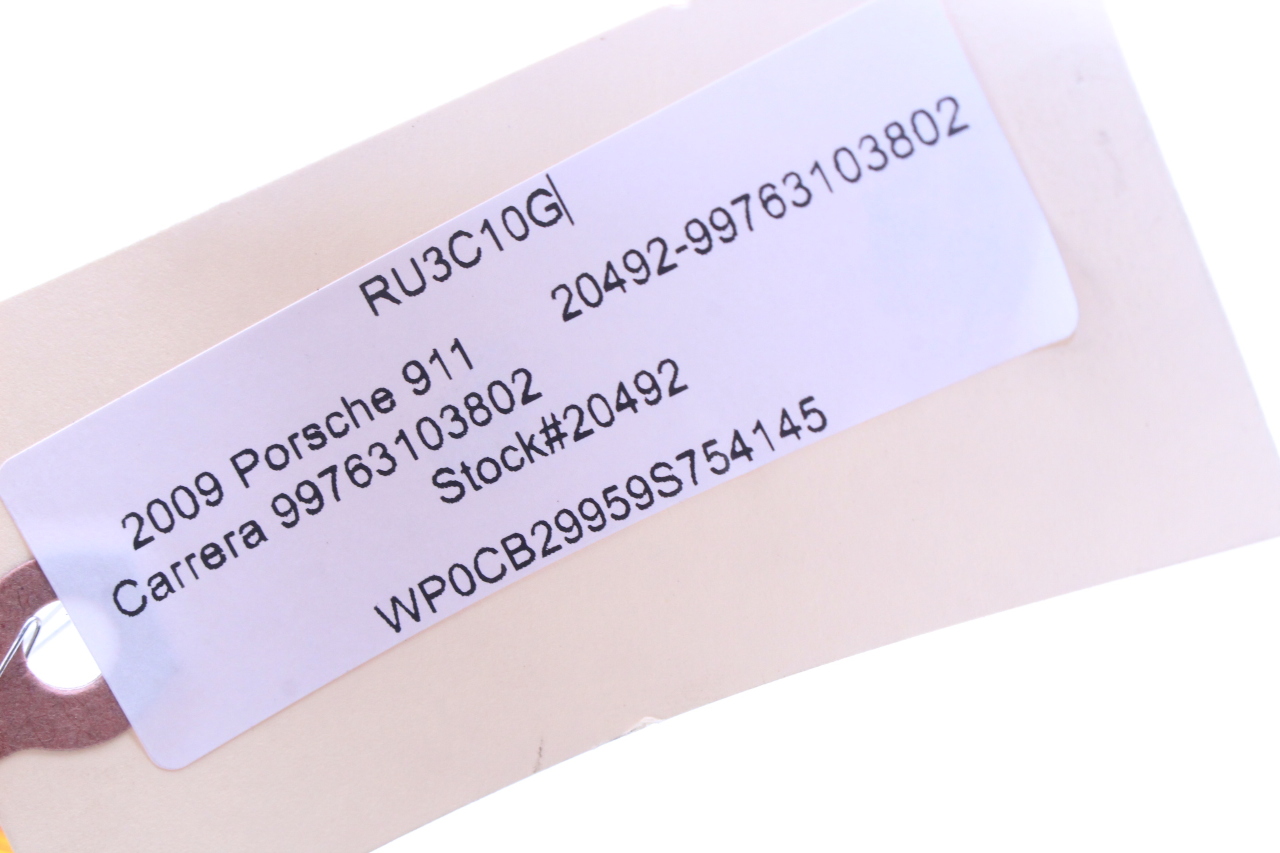 RU3C10G|
20492-99763103802
2009 Porsche 911
Carrera 99763103802
Stock#20492
WP0CB29959S754145